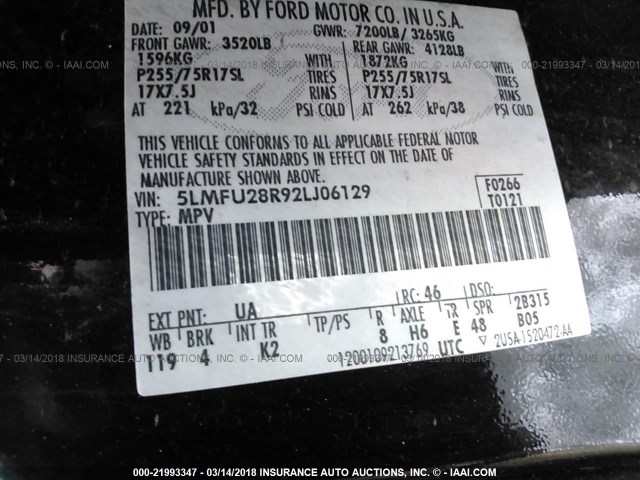 MFD. BY FORD MOTOR CO. IN U.S.A.
DATE: 09/01 GVWR: 7200LB/ 3265KG
FRONT GAWR: 3520LB REAR GAWR: 4128LB
1596KG WITH 1872KG WITH
P255/75R17SL TIRES P255/75R17SL TIRES
17X7.5J RIMS 17X7.5J RIMS
AT 221 kPa/32 PSI COLD AT 262 kPa/38 PSI COLD
THIS VEHICLE CONFORMS TO ALL APPLICABLE FEDERAL MOTOR
VEHICLE SAFETY STANDARDS IN EFFECT ON THE DATE OF
MANUFACTURE SHOWN ABOVE.
VIN: 5LMFU28R92LJ06129 F0266
TYPE: MPV T0121
EXT PNT: UA RC: 46 DSO:
WB BRK INT TR TP/PS R AXLE TR SPR 2B315
119 4 K2 8 H6 E 48 B05
UTC ▽ 2U5A-1520472-AA
000-21993347 - 03/14/2018 INSURANCE AUTO AUCTIONS - © IAAI.COM